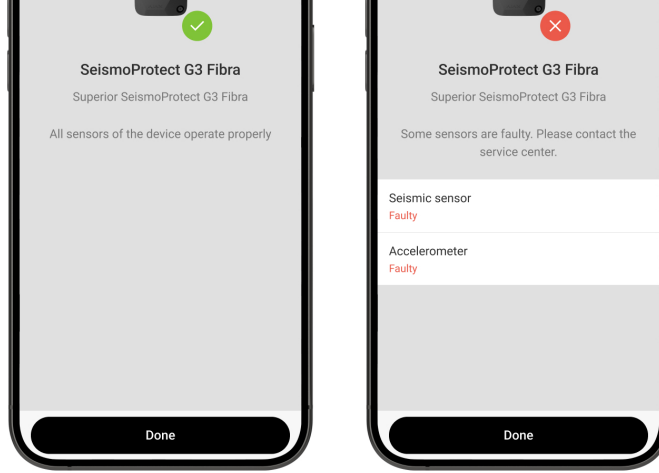 SeismoProtect G3 Fibra
Superior SeismoProtect G3 Fibra
All sensors of the device operate properly
Done
SeismoProtect G3 Fibra
Superior SeismoProtect G3 Fibra
Some sensors are faulty. Please contact the
service center.
Seismic sensor
Faulty
Accelerometer
Faulty
Done